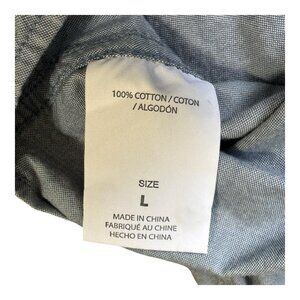 100% COTTON / COTON
/ ALGODÓN
SIZE
L
MADE IN CHINA
FABRIQUÉ AU CHINE
HECHO EN CHINA